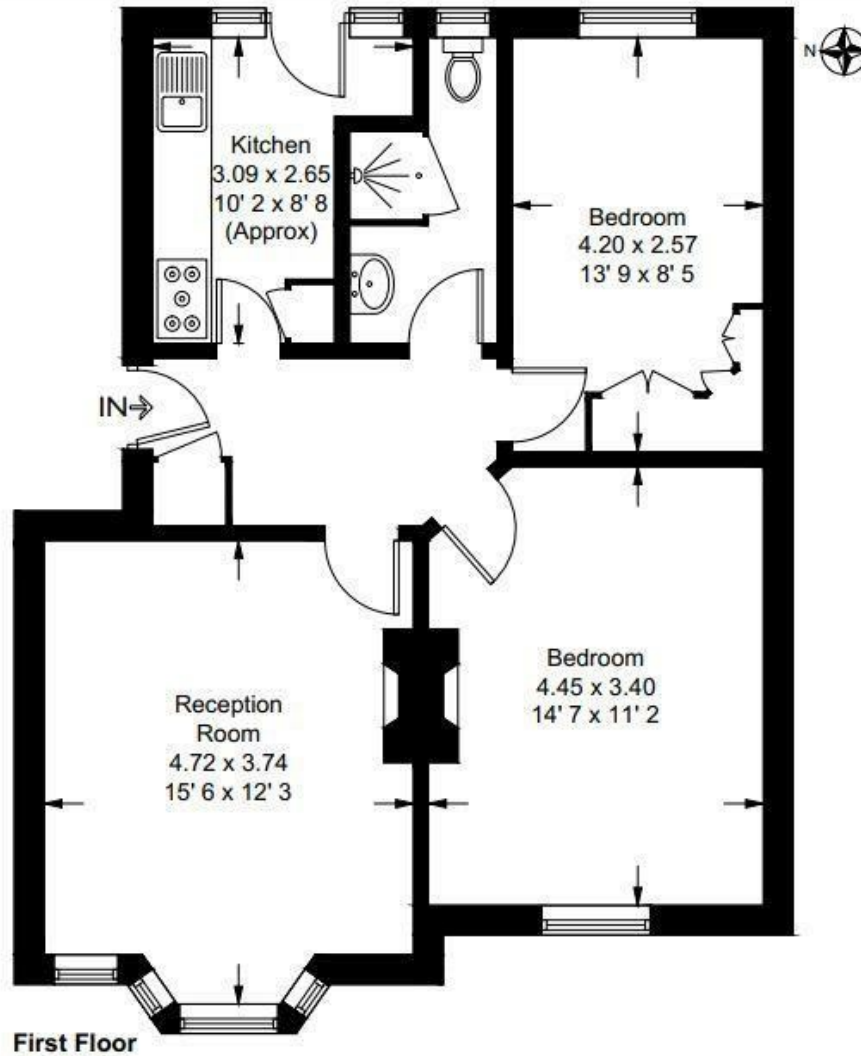 N
Kitchen
3.09 x 2.65
10' 2 x 8' 8
(Approx)
Bedroom
4.20 x 2.57
13' 9 x 8' 5
IN
Bedroom
4.45 x 3.40
14' 7 x 11' 2
Reception
Room
4.72 x 3.74
15' 6 x 12' 3
First Floor